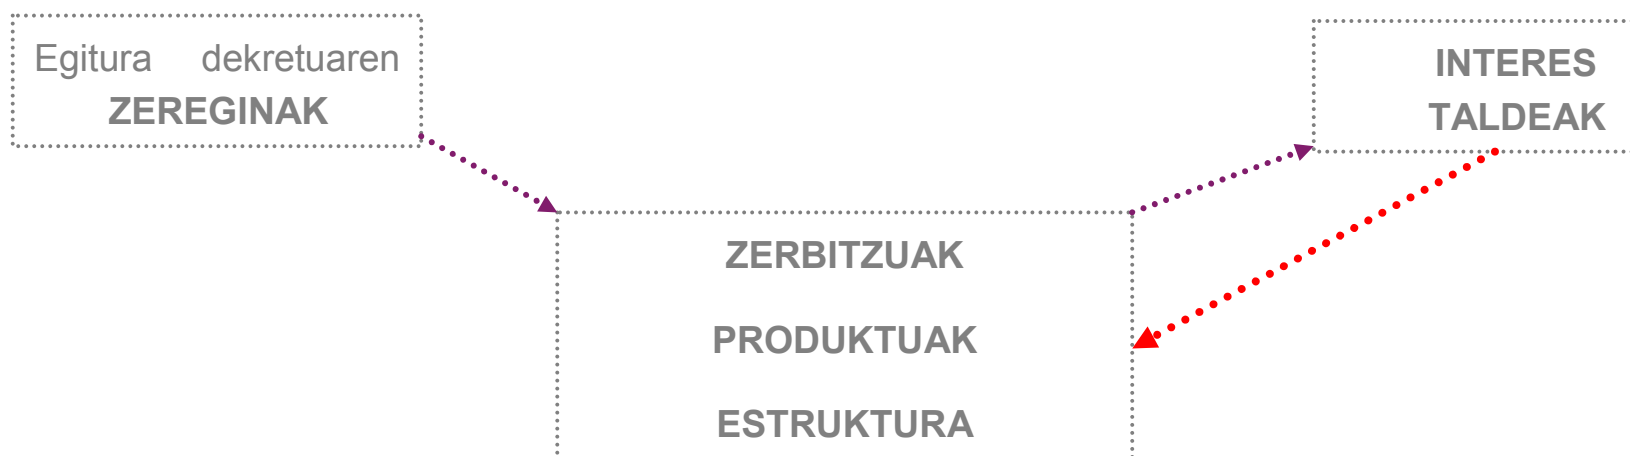 Egitura dekretuaren
ZEREGINAK
INTERES
TALDEAK
ZERBITZUAK
PRODUKTUAK
ESTRUKTURA